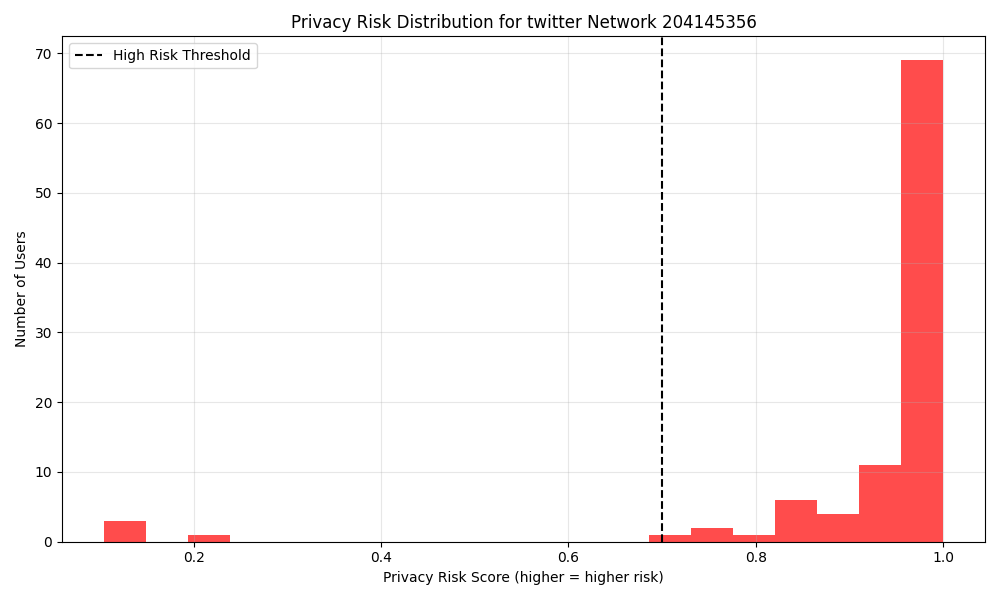 Privacy Risk Distribution for twitter Network 204145356
High Risk Threshold
70
60
50
40
30
20
10
0
Number of Users
0.2 0.4 0.6 0.8 1.0
Privacy Risk Score (higher = higher risk)